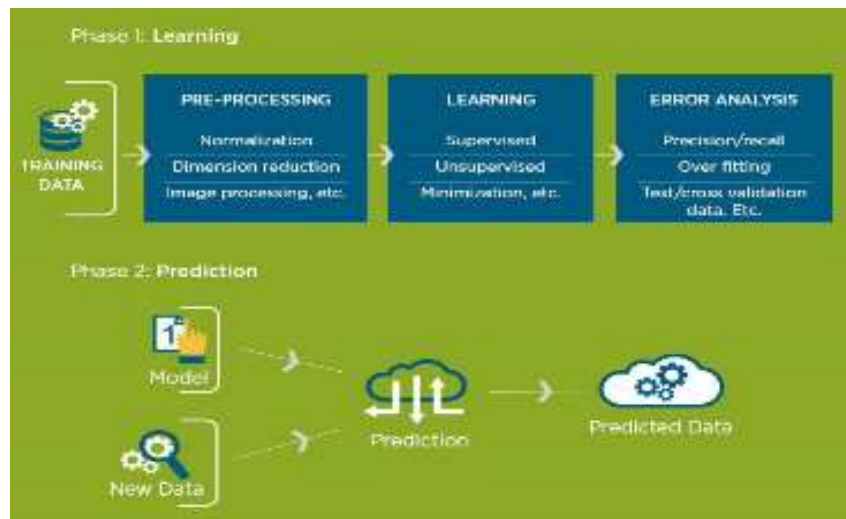 Phase 1: Learning
TRAINING
DATA
PRE-PROCESSING
Normalization
Dimension reduction
Image processing, etc.
LEARNING
Supervised
Unsupervised
Minimization, etc.
ERROR ANALYSIS
Precision/recall
Over fitting
Test/cross validation
data. Etc.
Phase 2: Prediction
1
Model
New Data
Prediction
Predicted Data